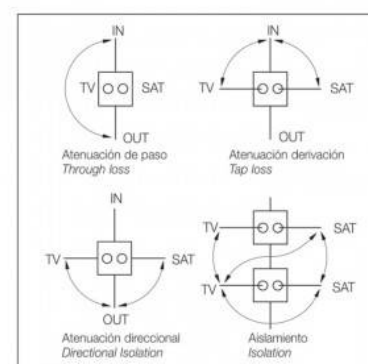 IN
TV SAT
OUT
Atenuación de paso
Through loss
IN
TV SAT
OUT
Atenuación derivación
Tap loss
IN
TV SAT
OUT
Atenuación direccional
Directional Isolation
TV SAT
TV SAT
Aislamiento
Isolation